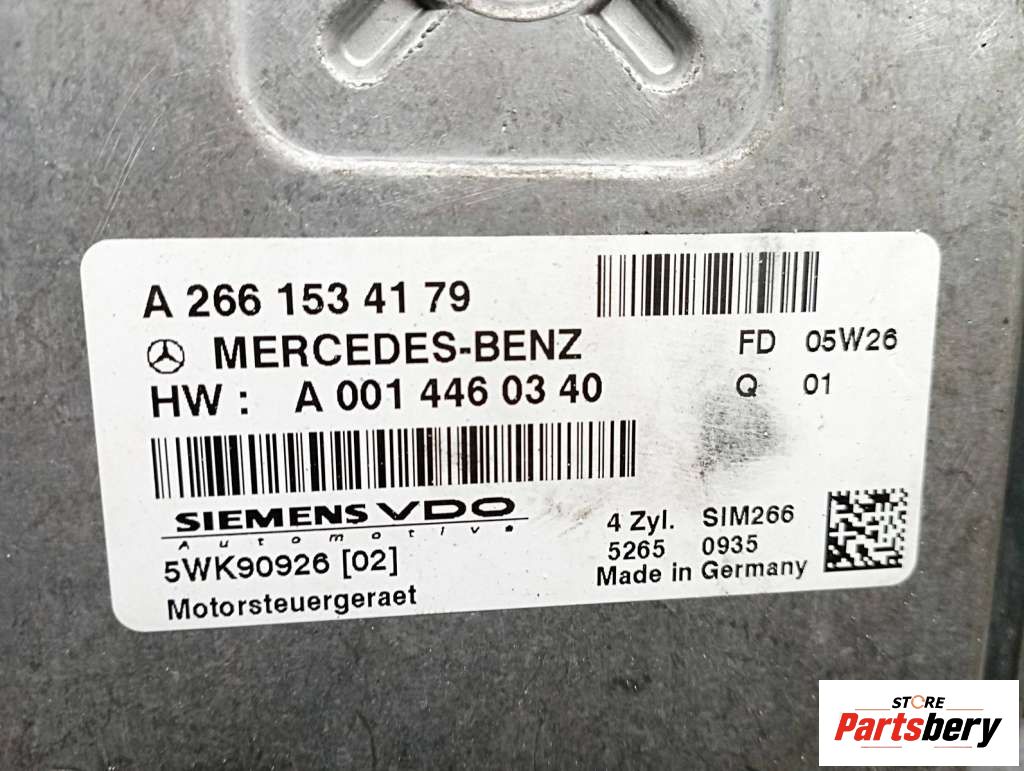 A 266 153 41 79
MERCEDES-BENZ
FD 05W26
HW : A 001 446 03 40
Q 01
SIEMENS VDO
Automotive
4 Zyl. SIM266
5WK90926 [02]
5265 0935
Made in Germany
Motorsteuergeraet
STORE
Partsbery